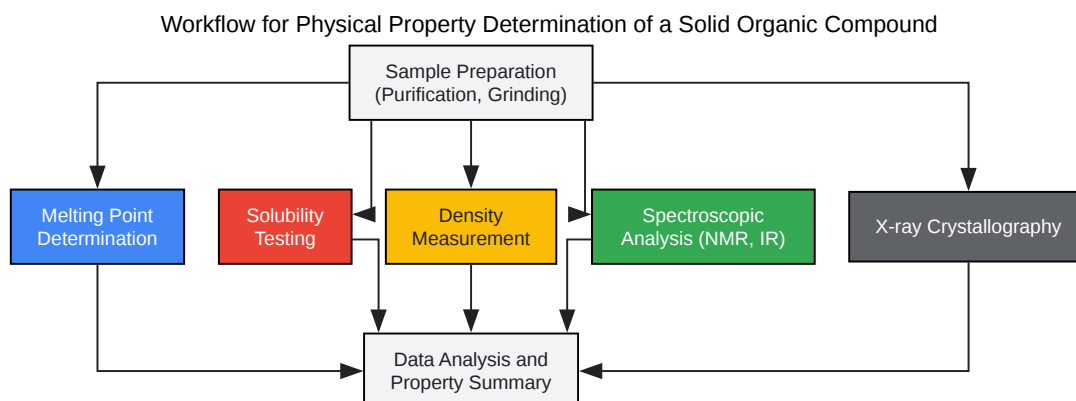 Workflow for Physical Property Determination of a Solid Organic Compound
Sample Preparation
(Purification, Grinding)
Melting Point
Determination
Solubility
Testing
Density
Measurement
Spectroscopic
Analysis (NMR, IR)
X-ray Crystallography
Data Analysis and
Property Summary